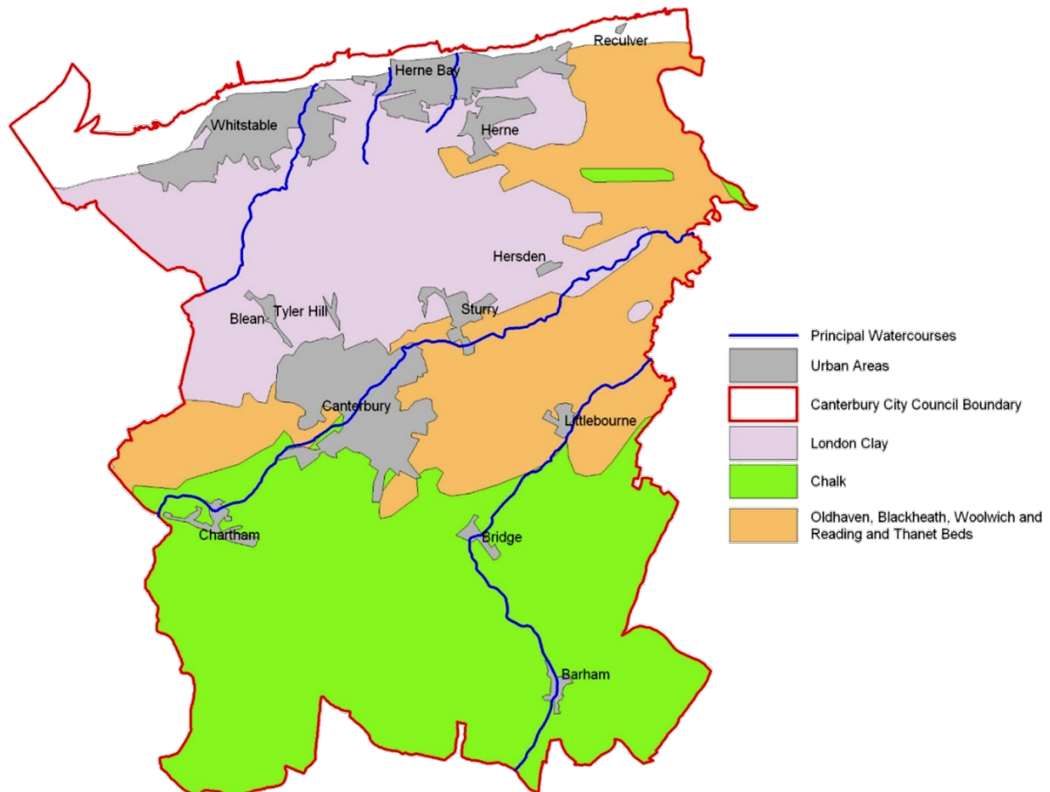 Reculver
Herne Bay
Whitstable
Herne
Hersden
Tyler Hill
Blean
Sturry
Canterbury
Littlebourne
Chartham
Bridge
Barham
Principal Watercourses
Urban Areas
Canterbury City Council Boundary
London Clay
Chalk
Oldhaven, Blackheath, Woolwich and
Reading and Thanet Beds